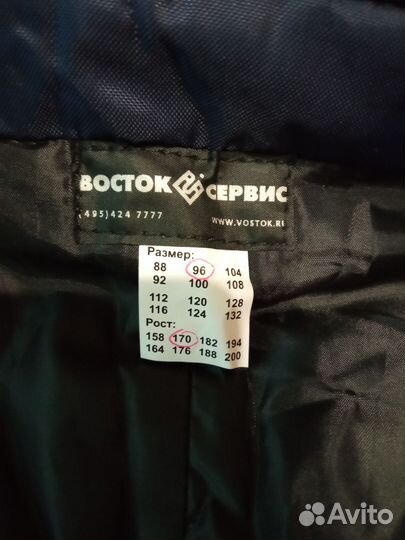 ВОСТОК СЕРВИС
(495)424 7777 WWW.VOSTOK.RU
Размер:
88 96 104
92 100 108
112 120 128
116 124 132
Рост:
158 170 182 194
164 176 188 200
Avito